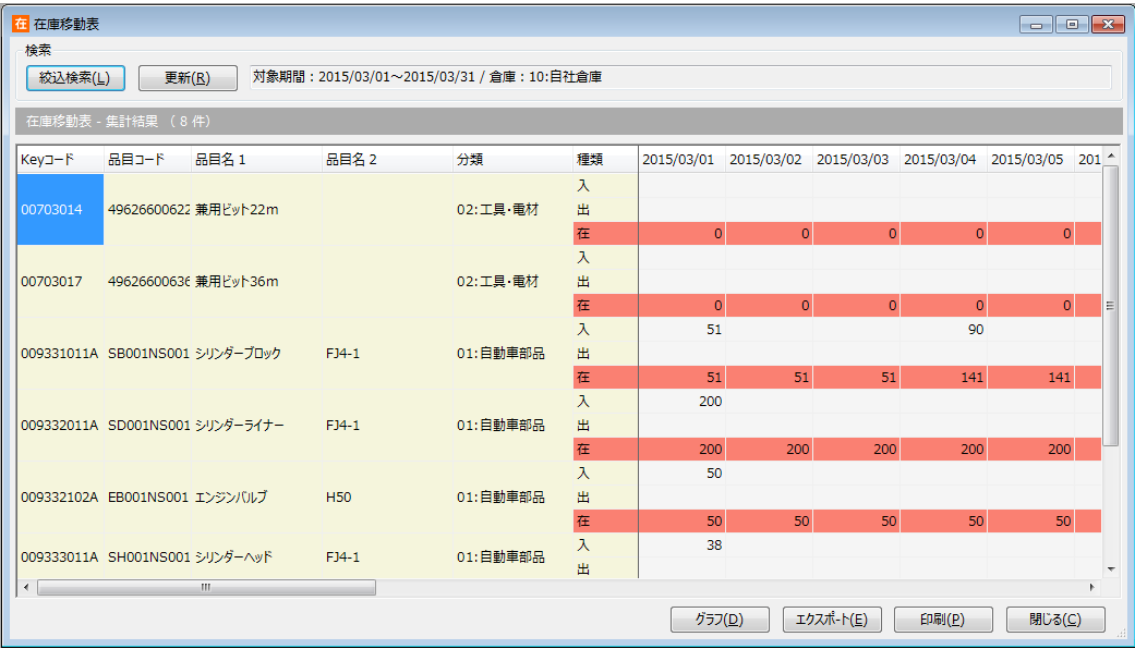 在 在庫移動表
検索
絞込検索(L) 更新(R) 対象期間：2015/03/01～2015/03/31 / 倉庫：10:自社倉庫
在庫移動表 - 集計結果 （ 8 件）
Keyコード 品目コード 品目名１ 品目名２ 分類 種類 2015/03/01 2015/03/02 2015/03/03 2015/03/04 2015/03/05 201
入
00703014 49626600622 兼用ビット22m 02:工具･電材 出
在 0 0 0 0 0
入
00703017 49626600636 兼用ビット36m 02:工具･電材 出
在 0 0 0 0 0
入 51 90
009331011A SB001NS001 シリンダーブロック FJ4-1 01:自動車部品 出
在 51 51 51 141 141
入 200
009332011A SD001NS001 シリンダーライナー FJ4-1 01:自動車部品 出
在 200 200 200 200 200
入 50
009332102A EB001NS001 エンジンバルブ H50 01:自動車部品 出
在 50 50 50 50 50
入 38
009333011A SH001NS001 シリンダーヘッド FJ4-1 01:自動車部品
出
グラフ(D) エクスポート(E) 印刷(P) 閉じる(C)